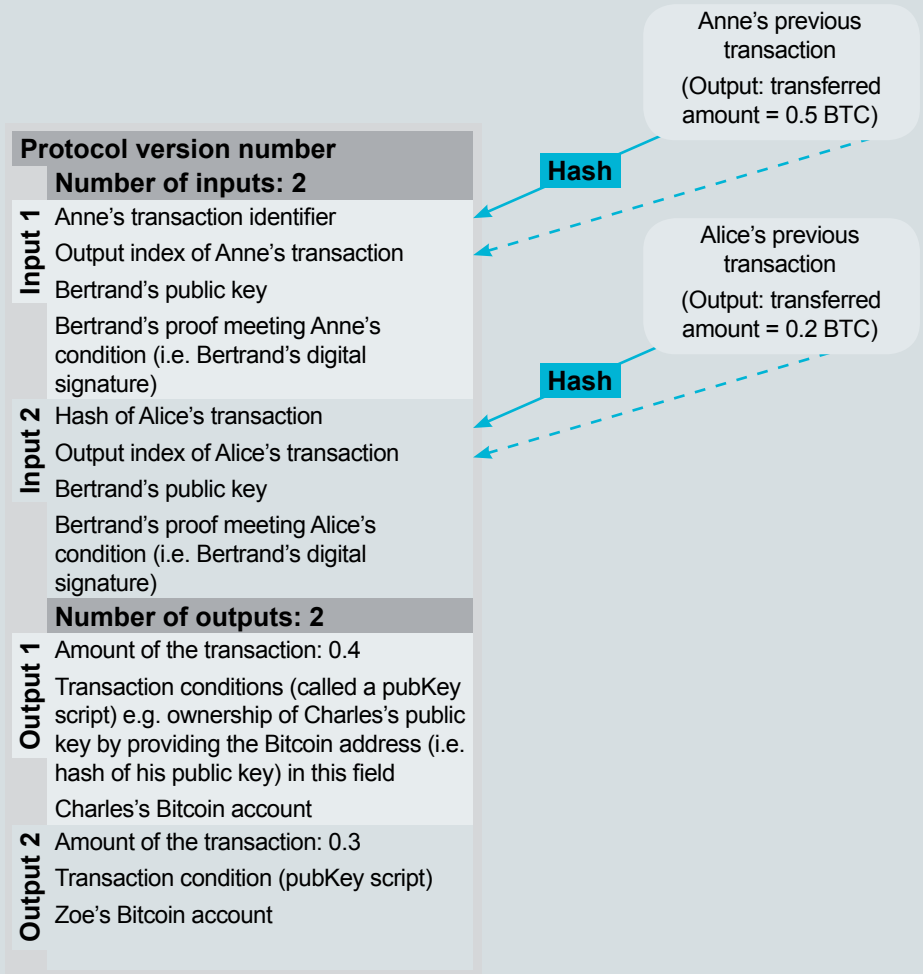 Anne's previous
transaction
(Output: transferred
amount = 0.5 BTC)
Protocol version number
Hash
Number of inputs: 2
Input 1
Anne's transaction identifier
Output index of Anne's transaction
Bertrand's public key
Bertrand's proof meeting Anne's
condition (i.e. Bertrand's digital
signature)
Alice's previous
transaction
(Output: transferred
amount = 0.2 BTC)
Hash
Input 2
Hash of Alice's transaction
Output index of Alice's transaction
Bertrand's public key
Bertrand's proof meeting Alice's
condition (i.e. Bertrand's digital
signature)
Number of outputs: 2
Output 1
Amount of the transaction: 0.4
Transaction conditions (called a pubKey
script) e.g. ownership of Charles's public
key by providing the Bitcoin address (i.e.
hash of his public key) in this field
Charles's Bitcoin account
Output 2
Amount of the transaction: 0.3
Transaction condition (pubKey script)
Zoe's Bitcoin account